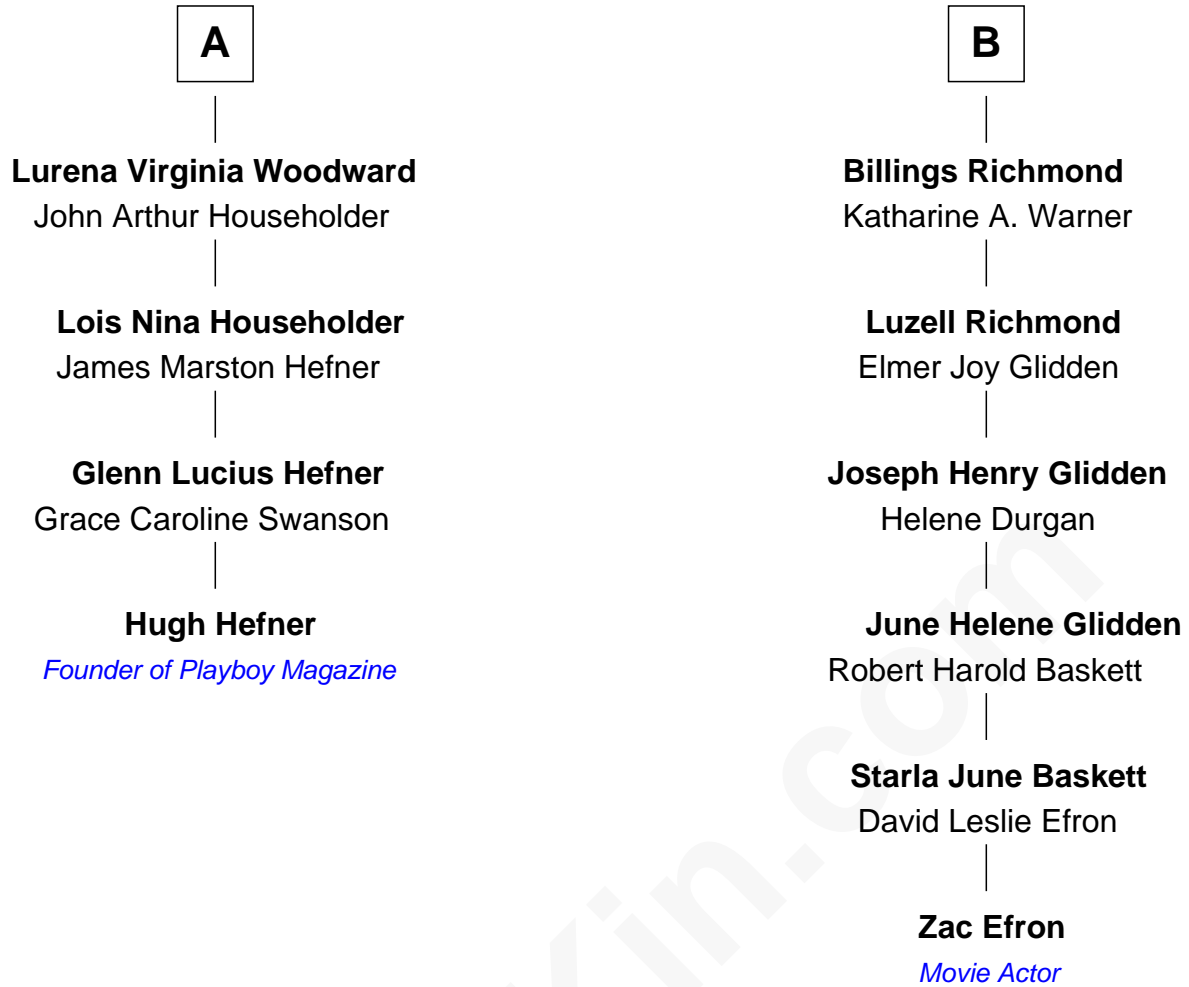 A
Lurena Virginia Woodward
John Arthur Householder
Lois Nina Householder
James Marston Hefner
Glenn Lucius Hefner
Grace Caroline Swanson
Hugh Hefner
Founder of Playboy Magazine
B
Billings Richmond
Katharine A. Warner
Luzell Richmond
Elmer Joy Glidden
Joseph Henry Glidden
Helene Durgan
June Helene Glidden
Robert Harold Baskett
Starla June Baskett
David Leslie Efron
Zac Efron
Movie Actor
Kin.com